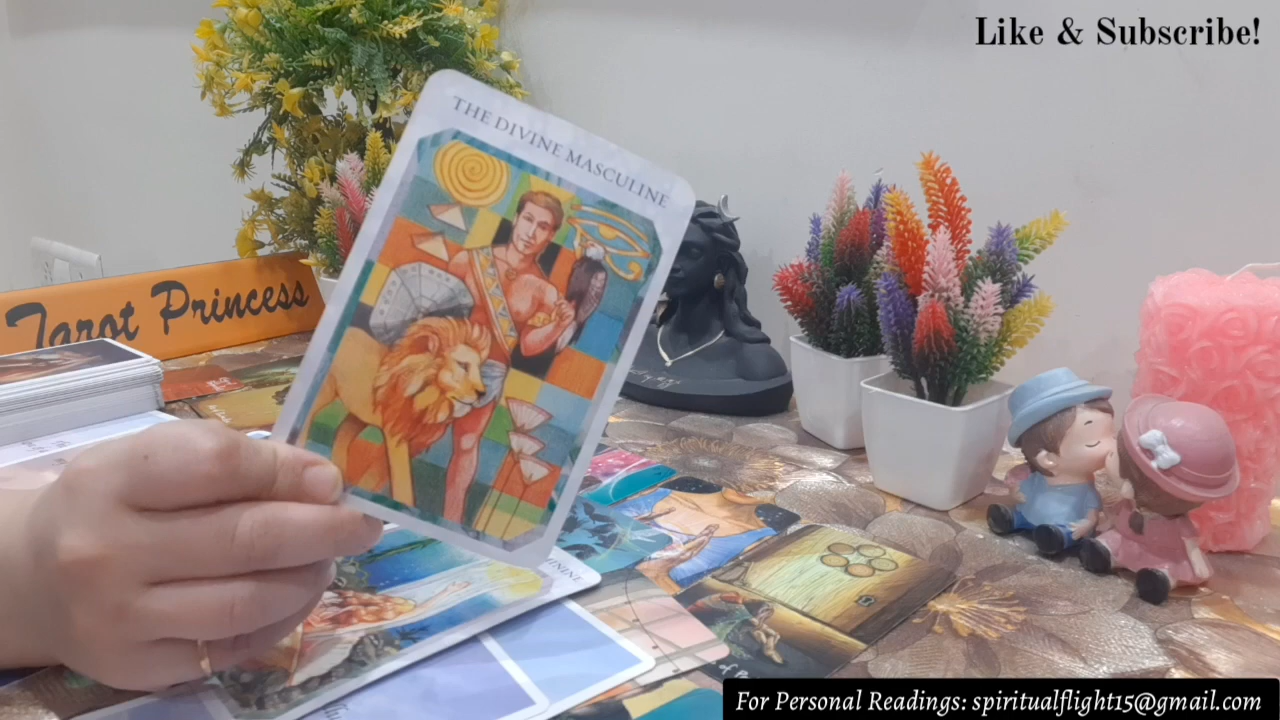 Like & Subscribe!
THE DIVINE MASCULINE
Tarot Princess
For Personal Readings: spiritualflight15@gmail.com